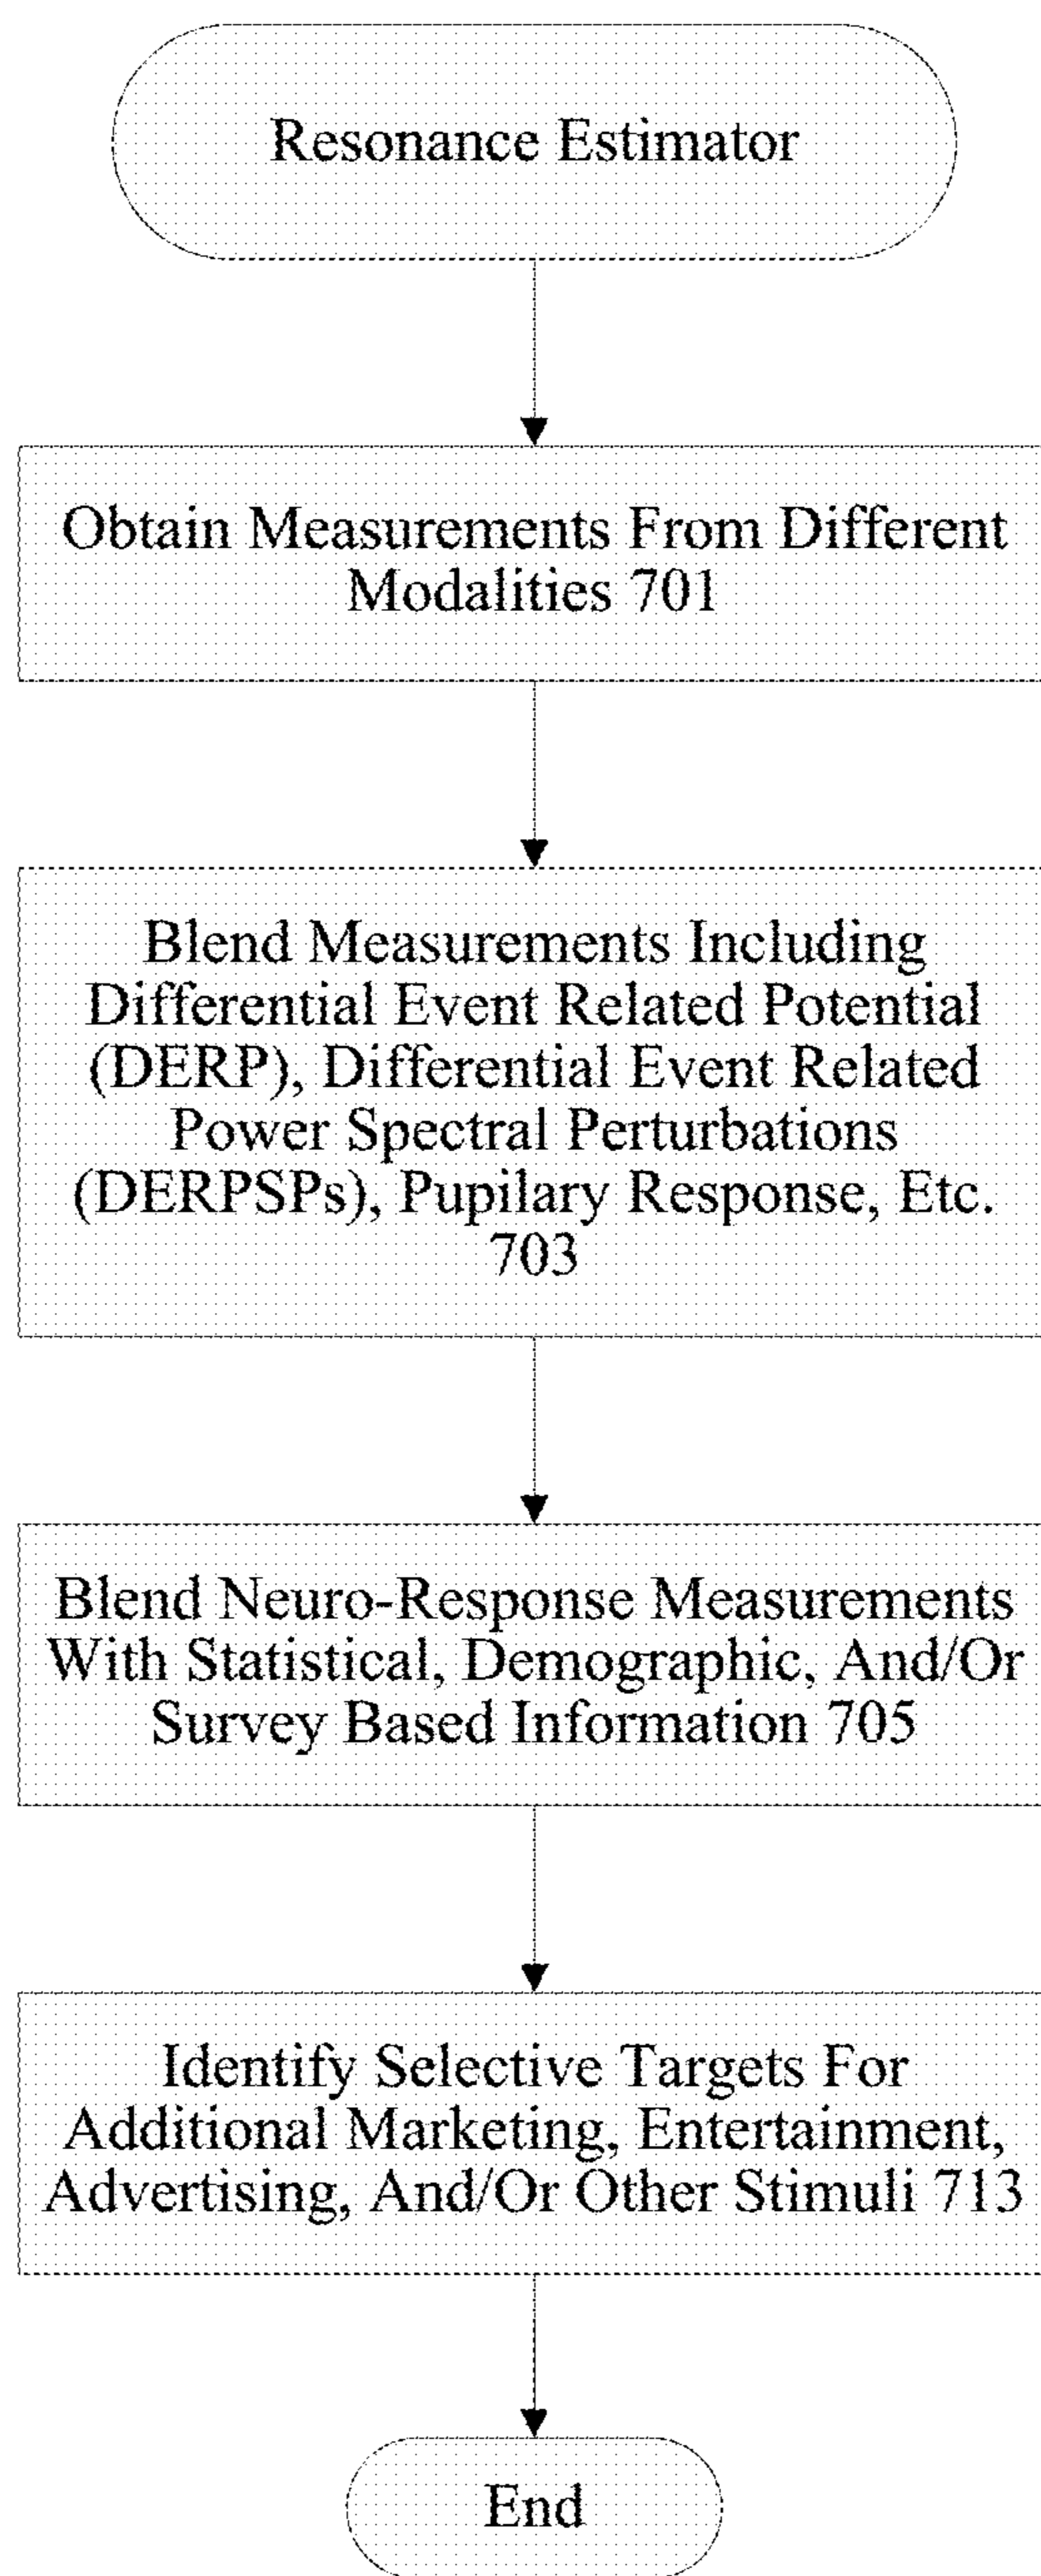 Resonance Estimator
Obtain Measurements From Different
Modalities 701
Blend Measurements Including
Differential Event Related Potential
(DERP), Differential Event Related
Power Spectral Perturbations
(DERPSPs), Pupilary Response, Etc.
703
Blend Neuro-Response Measurements
With Statistical, Demographic, And/Or
Survey Based Information 705
Identify Selective Targets For
Additional Marketing, Entertainment,
Advertising, And/Or Other Stimuli 713
End